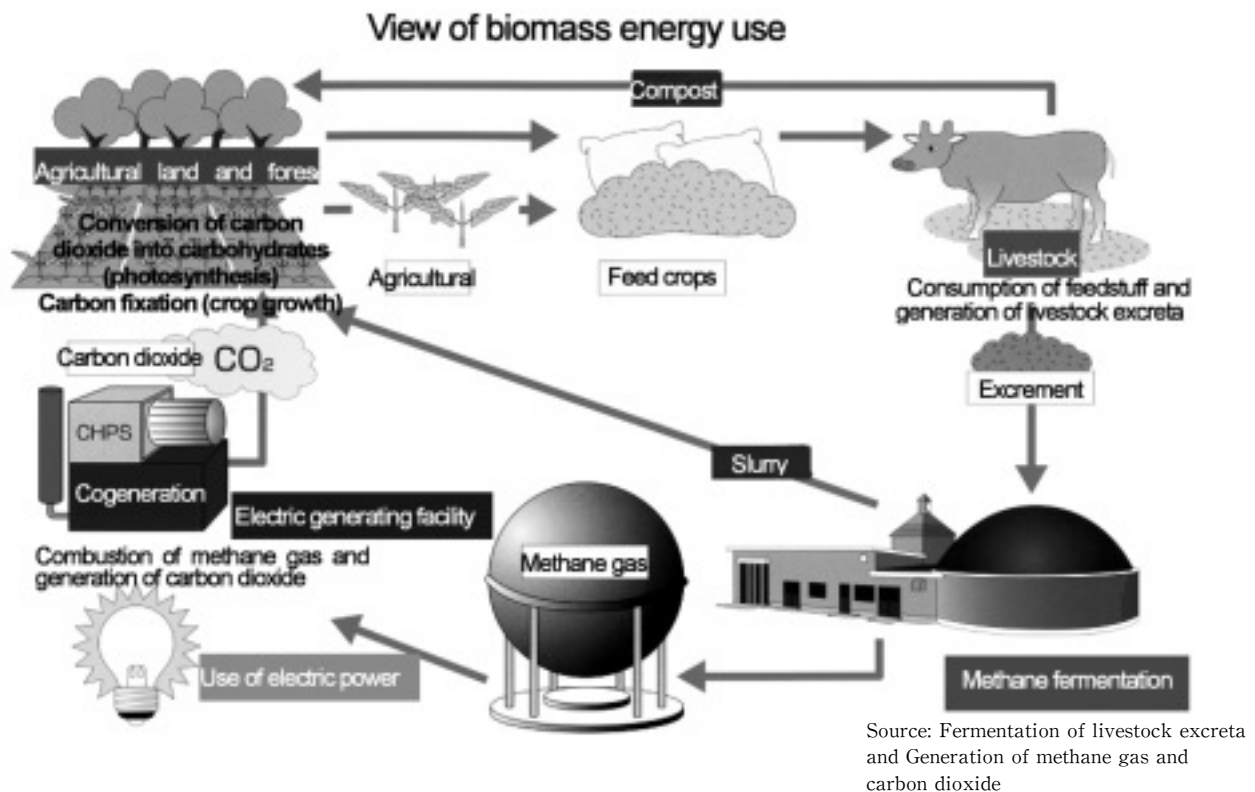 View of biomass energy use
Compost
Agricultural land and fores
Conversion of carbon
dioxide into carbohydrates
(photosynthesis)
Carbon fixation (crop growth)
Agricultural
Feed crops
Livestock
Consumption of feedstuff and
generation of livestock excreta
Excrement
Carbon dioxide
CO₂
CHPS
Cogeneration
Electric generating facility
Combustion of methane gas and
generation of carbon dioxide
Use of electric power
Methane gas
Slurry
Methane fermentation
Source: Fermentation of livestock excreta
and Generation of methane gas and
carbon dioxide